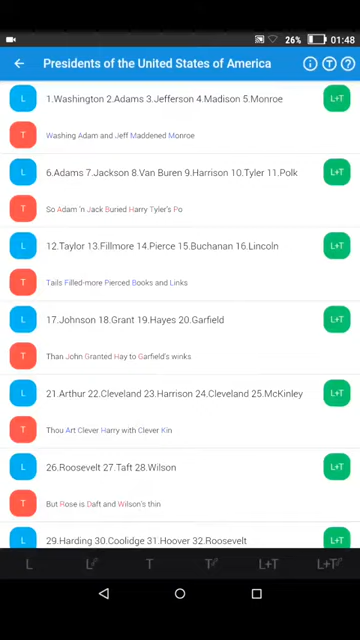 26% 01:48
Presidents of the United States of America
L 1.Washington 2.Adams 3.Jefferson 4.Madison 5.Monroe L+T
T Washing Adam and Jeff Maddened Monroe
L 6.Adams 7.Jackson 8.Van Buren 9.Harrison 10.Tyler 11.Polk L+T
T So Adam 'n Jack Buried Harry Tyler's Po
L 12.Taylor 13.Fillmore 14.Pierce 15.Buchanan 16.Lincoln L+T
T Tails Filled-more Pierced Books and Links
L 17.Johnson 18.Grant 19.Hayes 20.Garfield L+T
T Than John Granted Hay to Garfield's winks
L 21.Arthur 22.Cleveland 23.Harrison 24.Cleveland 25.McKinley L+T
T Thou Art Clever Harry with Clever Kin
L 26.Roosevelt 27.Taft 28.Wilson L+T
T But Rose is Daft and Wilson's thin
L 29.Harding 30.Coolidge 31.Hoover 32.Roosevelt L+T
L L T T L+T L+T